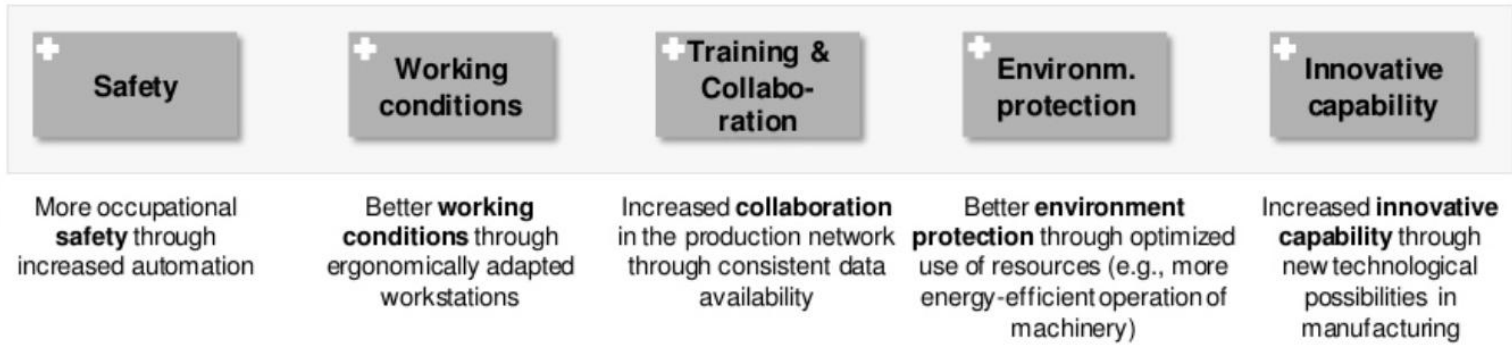 Safety
Working
conditions
Training &
Collabo-
ration
Environm.
protection
Innovative
capability
More occupational
safety through
increased automation
Better working
conditions through
ergonomically adapted
workstations
Increased collaboration
in the production network
through consistent data
availability
Better environment
protection through optimized
use of resources (e.g., more
energy-efficient operation of
machinery)
Increased innovative
capability through
new technological
possibilities in
manufacturing